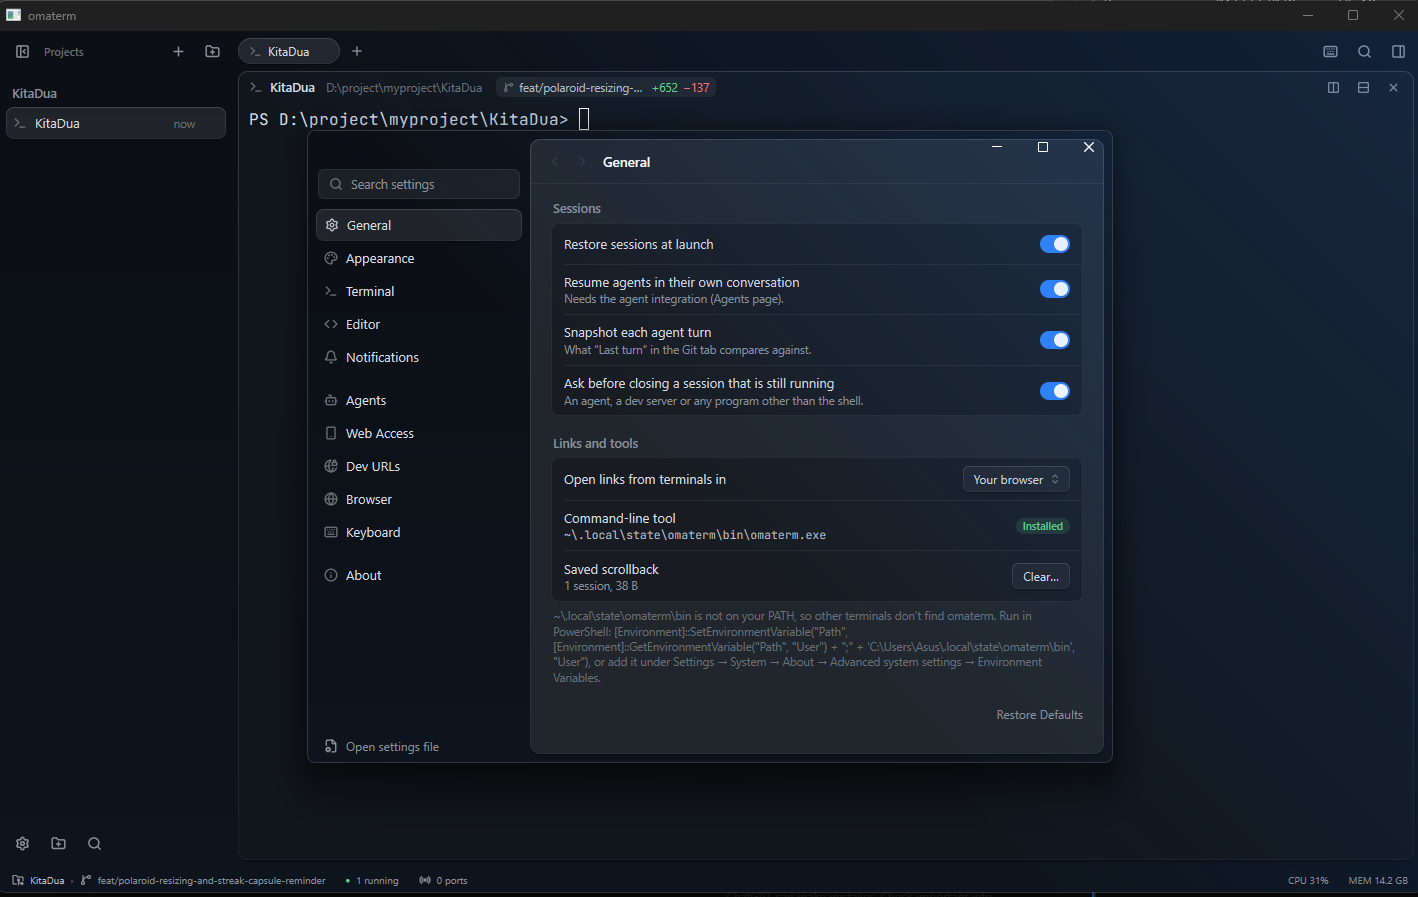 omaterm
Projects
KitaDua
KitaDua
KitaDua now
KitaDua D:\project\myproject\KitaDua feat/polaroid-resizing-... +652 −137
PS D:\project\myproject\KitaDua>
Search settings
General
Appearance
Terminal
Editor
Notifications
Agents
Web Access
Dev URLs
Browser
Keyboard
About
Open settings file
General
Sessions
Restore sessions at launch
Resume agents in their own conversation
Needs the agent integration (Agents page).
Snapshot each agent turn
What “Last turn” in the Git tab compares against.
Ask before closing a session that is still running
An agent, a dev server or any program other than the shell.
Links and tools
Open links from terminals in Your browser
Command-line tool
~\.local\state\omaterm\bin\omaterm.exe
Installed
Saved scrollback
1 session, 38 B
Clear...
~\.local\state\omaterm\bin is not on your PATH, so other terminals don't find omaterm. Run in
PowerShell: [Environment]::SetEnvironmentVariable("Path",
[Environment]::GetEnvironmentVariable("Path", "User") + ";" + 'C:\Users\Asus\.local\state\omaterm\bin',
"User"), or add it under Settings → System → About → Advanced system settings → Environment
Variables.
Restore Defaults
KitaDua › feat/polaroid-resizing-and-streak-capsule-reminder 1 running 0 ports CPU 31% MEM 14.2 GB